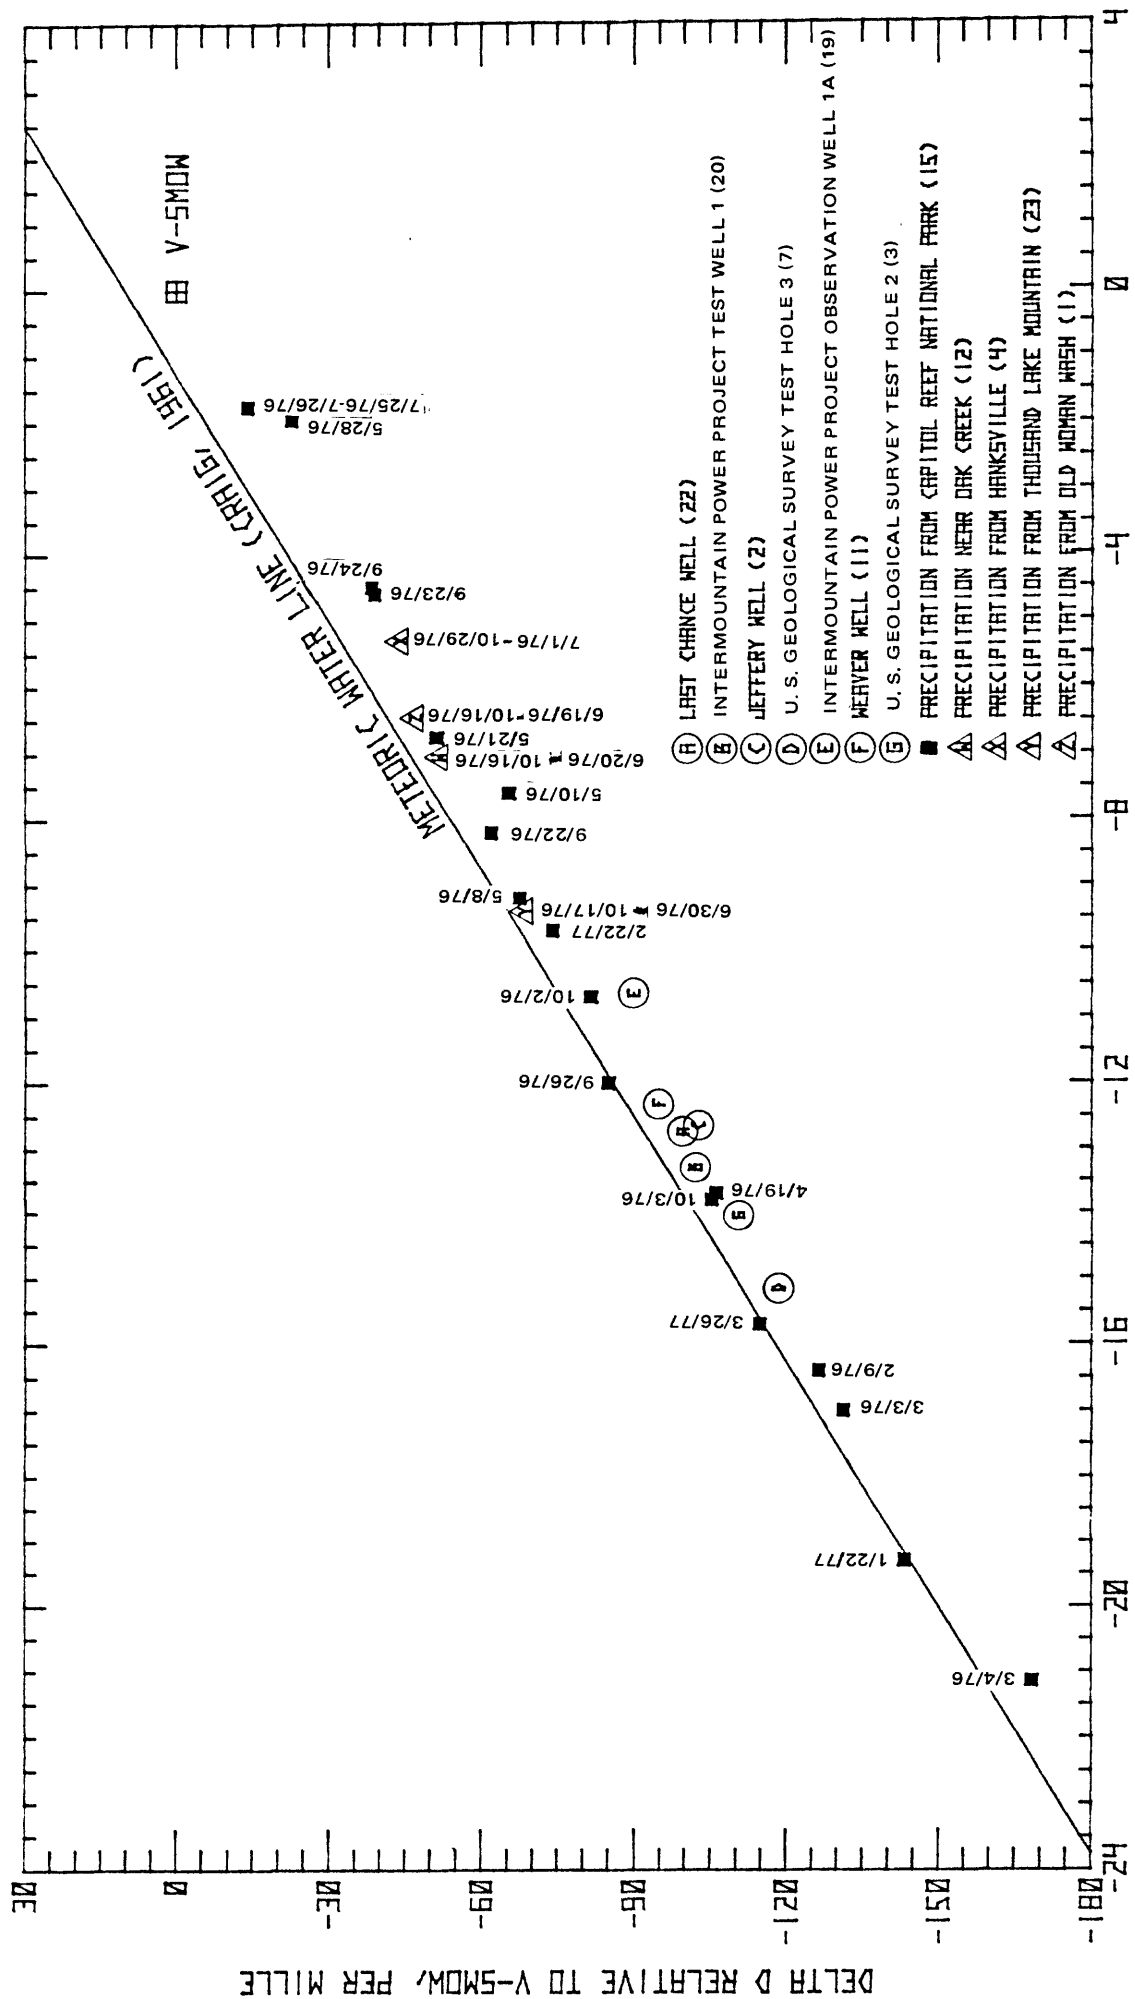 DELTA D RELATIVE TO V-SMOW, PER MILLE
30
0
-30
-60
-90
-120
-150
-180
-24
-20
-16
-12
-8
-4
0
4
METEORIC WATER LINE (CRAIG, 1961)
V-SMOW
7/25/76-7/26/76
5/28/76
9/24/76
9/23/76
7/1/76-10/29/76
6/19/76-10/16/76
5/21/76
6/20/76 - 10/16/76
5/10/76
9/22/76
5/8/76
6/30/76 - 10/17/76
2/22/77
10/2/76
9/26/76
4/19/76
10/3/76
3/26/77
2/9/76
3/3/76
1/22/77
3/4/76
W
X
Y
E
F
A
C
B
G
D
A LAST CHANCE WELL (22)
B INTERMOUNTAIN POWER PROJECT TEST WELL 1 (20)
C JEFFERY WELL (2)
D U. S. GEOLOGICAL SURVEY TEST HOLE 3 (7)
E INTERMOUNTAIN POWER PROJECT OBSERVATION WELL 1A (19)
F WEAVER WELL (11)
G U. S. GEOLOGICAL SURVEY TEST HOLE 2 (3)
PRECIPITATION FROM CAPITOL REEF NATIONAL PARK (15)
W PRECIPITATION NEAR OAK CREEK (12)
X PRECIPITATION FROM HANKSVILLE (4)
Y PRECIPITATION FROM THOUSAND LAKE MOUNTAIN (23)
Z PRECIPITATION FROM OLD WOMAN WASH (1)